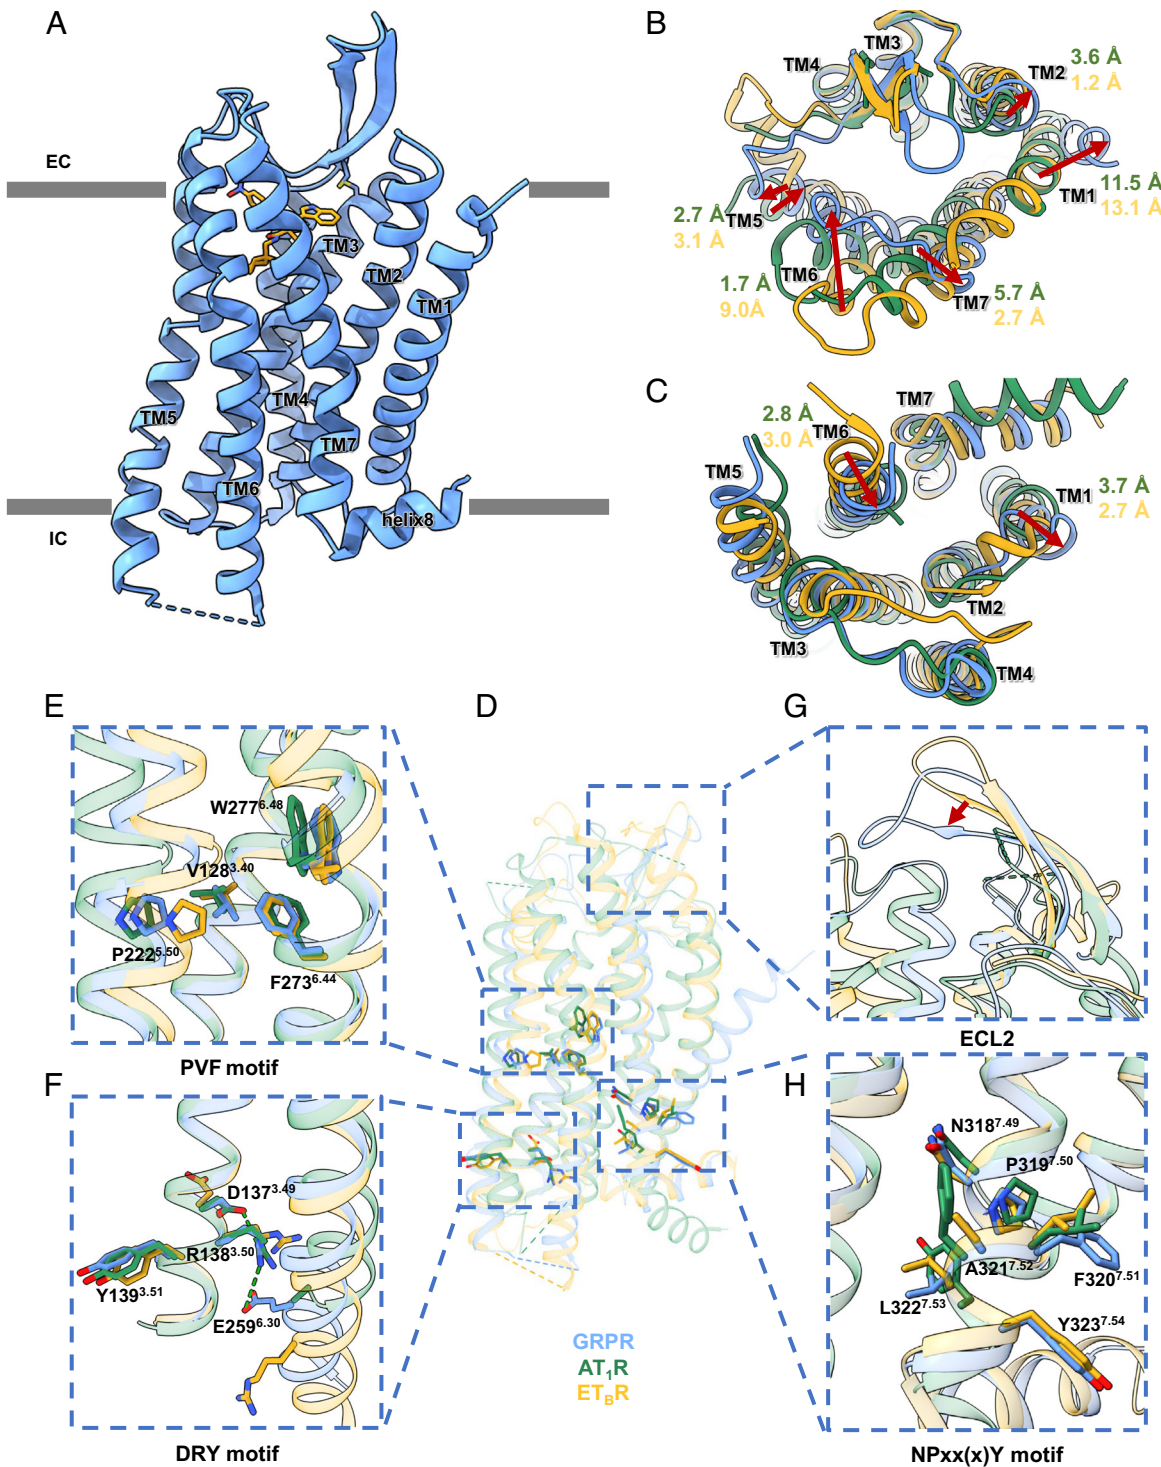 A
EC
TM3
TM2
TM1
TM5
TM4
TM7
TM6
helix8
IC
B
TM3
TM4
TM2
3.6 Å
1.2 Å
TM1
11.5 Å
13.1 Å
2.7 Å
3.1 Å
TM5
TM6
1.7 Å
9.0Å
TM7
5.7 Å
2.7 Å
C
2.8 Å
3.0 Å
TM6
TM7
TM5
TM1
3.7 Å
2.7 Å
TM2
TM3
TM4
E
W277^6.48
V128^3.40
P222^5.50
F273^6.44
PVF motif
D
G
ECL2
F
D137^3.49
R138^3.50
Y139^3.51
E259^6.30
DRY motif
GRPR
AT₁R
ET_BR
H
N318^7.49
P319^7.50
A321^7.52
F320^7.51
L322^7.53
Y323^7.54
NPxx(x)Y motif